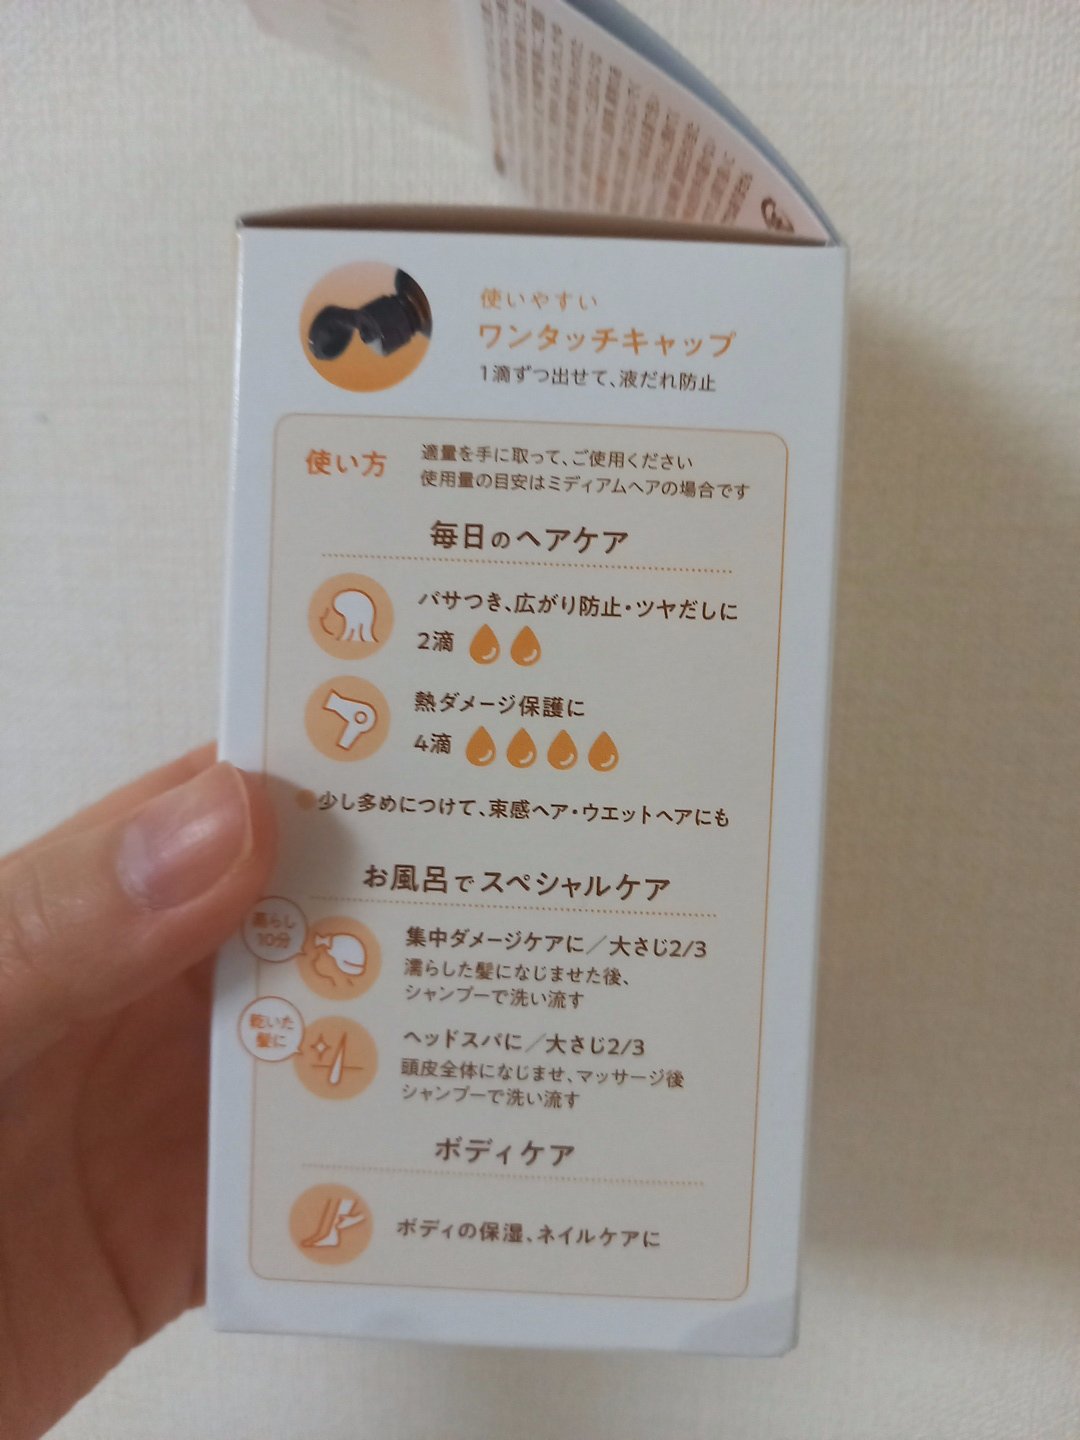 使いやすい
ワンタッチキャップ
1滴ずつ出せて、液だれ防止
使い方
適量を手に取って、ご使用ください
使用量の目安はミディアムヘアの場合です
毎日のヘアケア
パサつき、広がり防止・ツヤだしに
2滴
熱ダメージ保護に
4滴
少し多めにつけて、束感ヘア・ウエットヘアにも
お風呂でスペシャルケア
濡らし
10分
集中ダメージケアに／大さじ2/3
濡らした髪になじませた後、
シャンプーで洗い流す
乾いた
髪に
ヘッドスパに／大さじ2/3
頭皮全体になじませ、マッサージ後
シャンプーで洗い流す
ボディケア
ボディの保湿、ネイルケアに